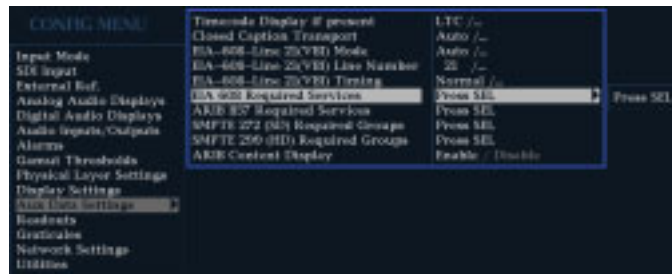 CONFIG MENU
Input Mode
SDI Input
External Ref.
Analog Audio Displays
Digital Audio Displays
Audio Inputs/Outputs
Alarms
Gamut Thresholds
Physical Layer Settings
Display Settings
Aux Data Settings
Readouts
Graticules
Network Settings
Utilities
Timecode Display if present LTC /...
Closed Caption Transport Auto /...
EIA-608-Line 21(VBI) Mode Auto /...
EIA-608-Line 21(VBI) Line Number 21 /...
EIA-608-Line 21(VBI) Timing Normal /...
EIA 608 Required Services Press SEL
ARIB B37 Required Services Press SEL
SMPTE 272 (SD) Required Groups Press SEL
SMPTE 299 (HD) Required Groups Press SEL
ARIB Content Display Enable / Disable
Press SEL